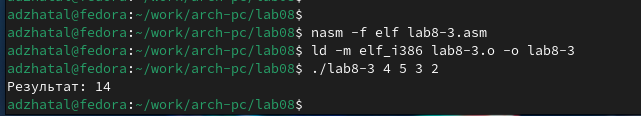 adzhatal@fedora:~/work/arch-pc/lab08$
adzhatal@fedora:~/work/arch-pc/lab08$ nasm -f elf lab8-3.asm
adzhatal@fedora:~/work/arch-pc/lab08$ ld -m elf_i386 lab8-3.o -o lab8-3
adzhatal@fedora:~/work/arch-pc/lab08$ ./lab8-3 4 5 3 2
Результат: 14
adzhatal@fedora:~/work/arch-pc/lab08$